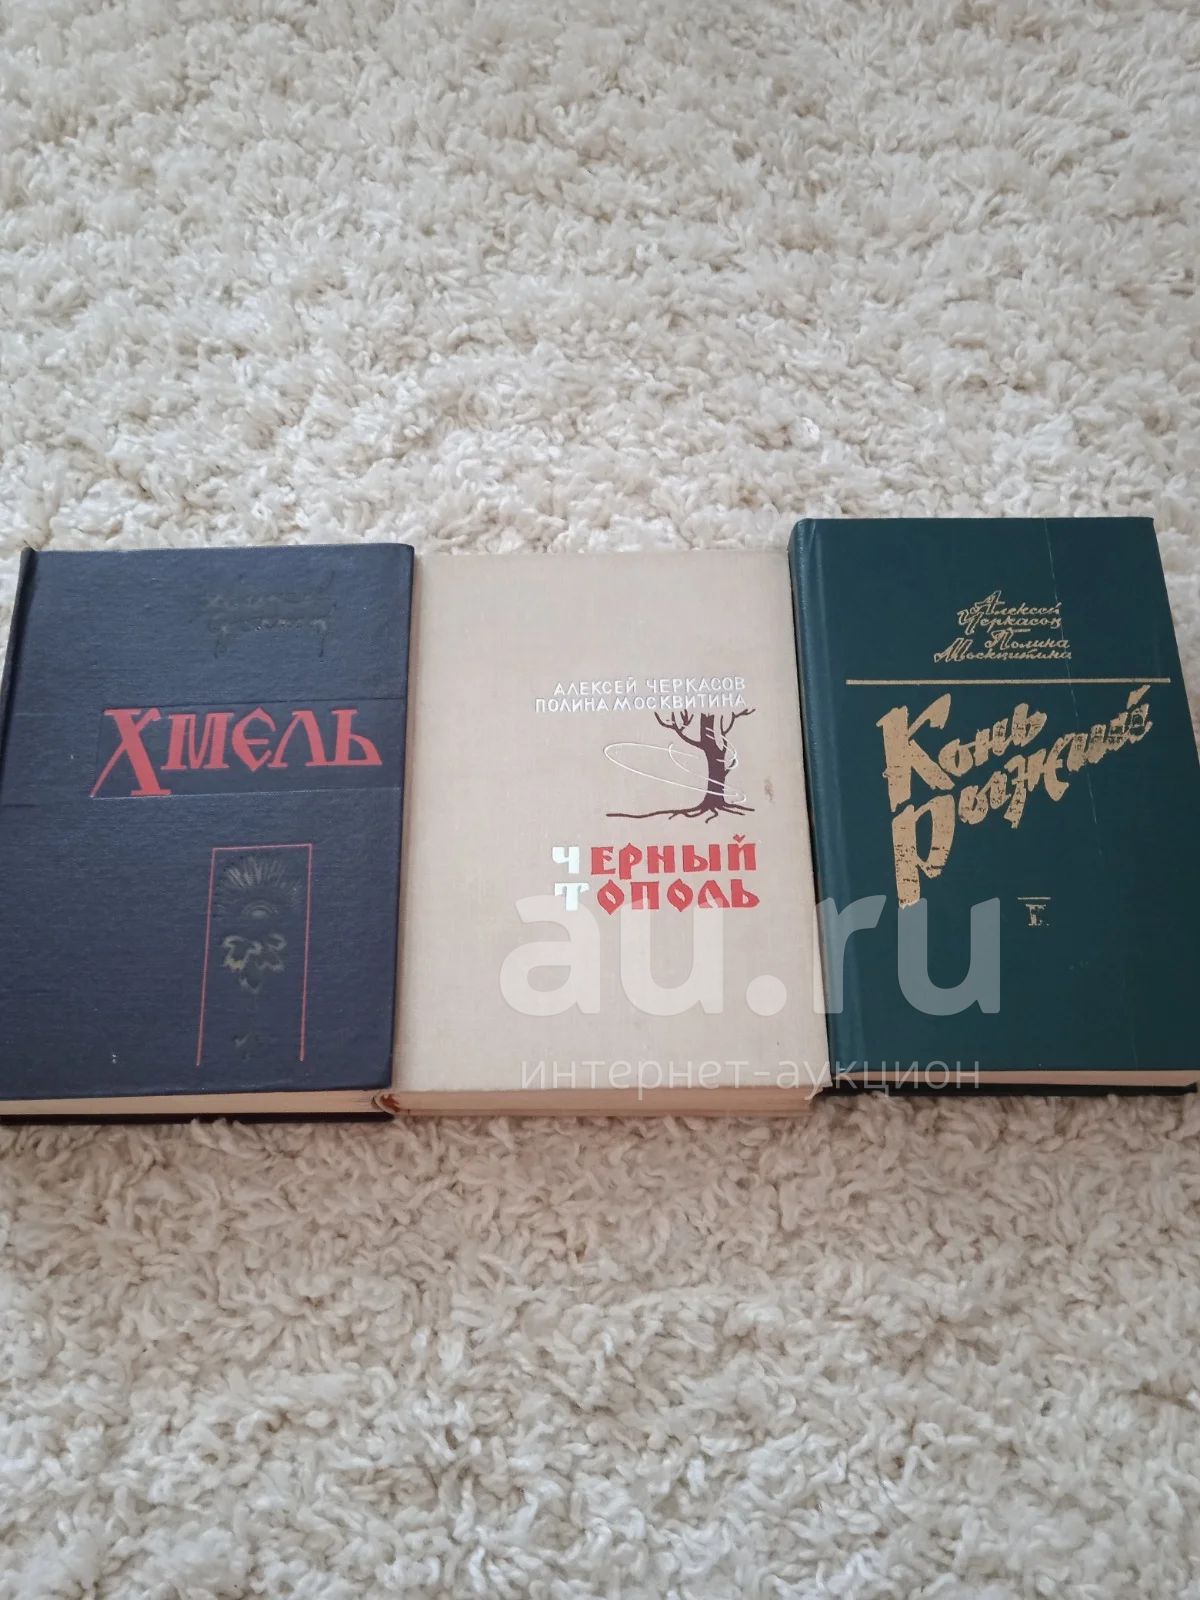 Хмель
Алексей Черкасов
Полина Москвитина
Черный
Тополь
Алексей
Черкасов
Полина
Москвитина
Конь
Рыжий
au.ru
интернет-аукцион